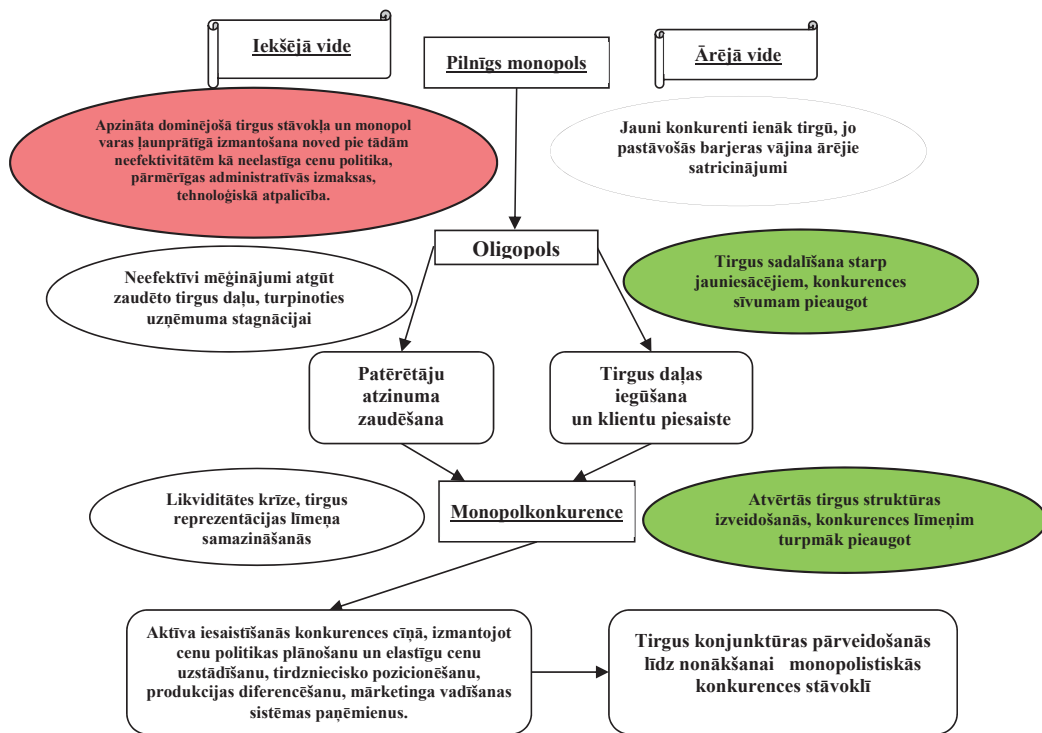 Iekšējā vide
Pilnīgs monopols
Ārējā vide
Apzināta dominējošā tirgus stāvokļa un monopol
varas ļaunprātīgā izmantošana noved pie tādām
neefektivitātēm kā neelastīga cenu politika,
pārmērīgas administratīvās izmaksas,
tehnoloģiskā atpalicība.
Jauni konkurenti ienāk tirgū, jo
pastāvošās barjeras vājina ārējie
satricinājumi
Oligopols
Neefektīvi mēģinājumi atgūt
zaudēto tirgus daļu, turpinoties
uzņēmuma stagnācijai
Tirgus sadalīšana starp
jauniesācējiem, konkurences
sīvumam pieaugot
Patērētāju
atzinuma
zaudēšana
Tirgus daļas
iegūšana
un klientu piesaiste
Likviditātes krīze, tirgus
reprezentācijas līmeņa
samazināšanās
Monopolkonkurence
Atvērtās tirgus struktūras
izveidošanās, konkurences līmeņim
turpmāk pieaugot
Aktīva iesaistīšanās konkurences cīņā, izmantojot
cenu politikas plānošanu un elastīgu cenu
uzstādīšanu, tirdzniecisko pozicionēšanu,
produkcijas diferencēšanu, mārketinga vadīšanas
sistēmas paņēmienus.
Tirgus konjunktūras pārveidošanās
līdz nonākšanai monopolistiskās
konkurences stāvoklī